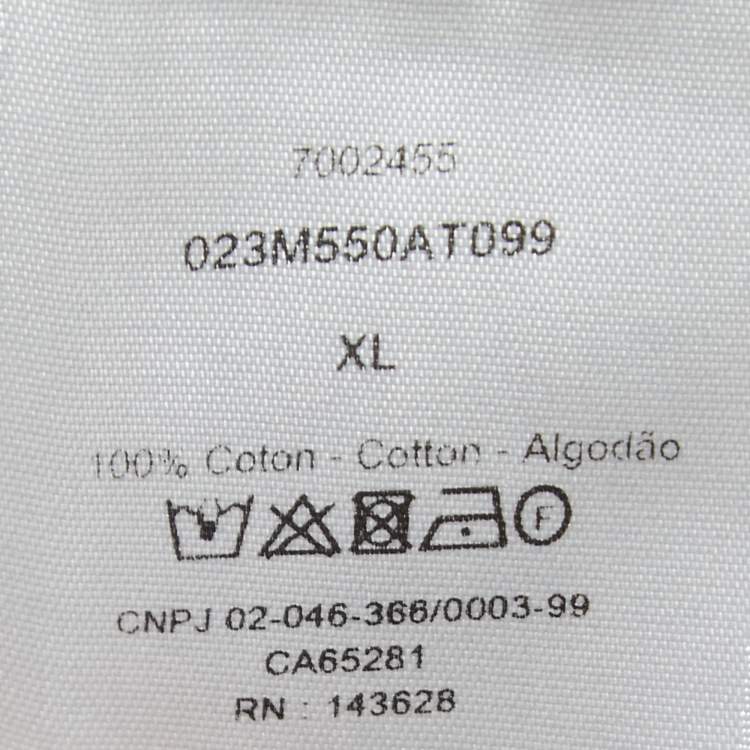 7002455
023M550AT099
XL
100% Coton - Cotton - Algodão
F
CNPJ 02-046-366/0003-99
CA65281
RN : 143628